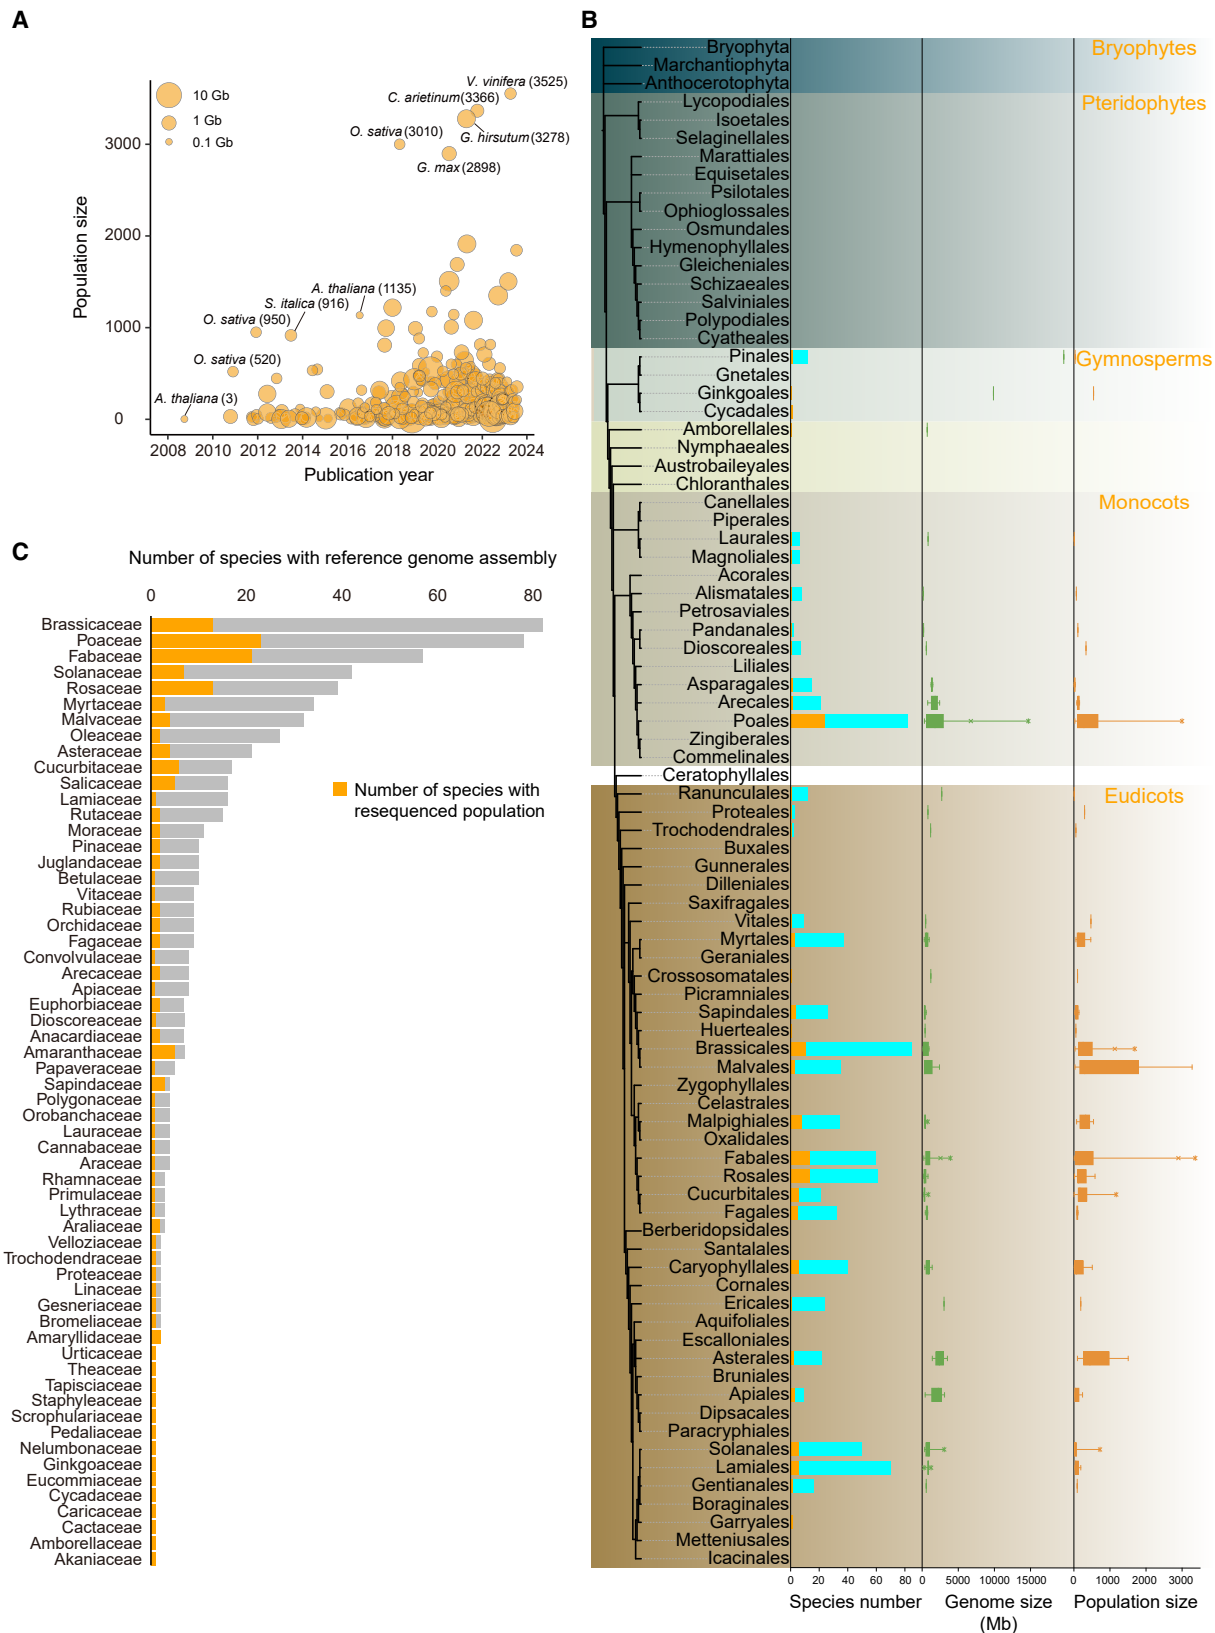 A
10 Gb
1 Gb
0.1 Gb
V. vinifera (3525)
C. arietinum(3366)
G. hirsutum (3278)
O. sativa (3010)
G. max (2898)
A. thaliana (1135)
S. italica (916)
O. sativa (950)
O. sativa (520)
A. thaliana (3)
Population size
3000
2000
1000
0
2008 2010 2012 2014 2016 2018 2020 2022 2024
Publication year
B
Bryophytes
Pteridophytes
Gymnosperms
Monocots
Eudicots
Bryophyta
Marchantiophyta
Anthocerotophyta
Lycopodiales
Isoetales
Selaginellales
Marattiales
Equisetales
Psilotales
Ophioglossales
Osmundales
Hymenophyllales
Gleicheniales
Schizaeales
Salviniales
Polypodiales
Cyatheales
Pinales
Gnetales
Ginkgoales
Cycadales
Amborellales
Nymphaeales
Austrobaileyales
Chloranthales
Canellales
Piperales
Laurales
Magnoliales
Acorales
Alismatales
Petrosaviales
Pandanales
Dioscoreales
Liliales
Asparagales
Arecales
Poales
Zingiberales
Commelinales
Ceratophyllales
Ranunculales
Proteales
Trochodendrales
Buxales
Gunnerales
Dilleniales
Saxifragales
Vitales
Myrtales
Geraniales
Crossosomatales
Picramniales
Sapindales
Huerteales
Brassicales
Malvales
Zygophyllales
Celastrales
Malpighiales
Oxalidales
Fabales
Rosales
Cucurbitales
Fagales
Berberidopsidales
Santalales
Caryophyllales
Cornales
Ericales
Aquifoliales
Escalloniales
Asterales
Bruniales
Apiales
Dipsacales
Paracryphiales
Solanales
Lamiales
Gentianales
Boraginales
Garryales
Metteniusales
Icacinales
0 20 40 60 80 0 5000 10000 15000 0 1000 2000 3000
Species number
Genome size
(Mb)
Population size
C
Number of species with reference genome assembly
0 20 40 60 80
Brassicaceae
Poaceae
Fabaceae
Solanaceae
Rosaceae
Myrtaceae
Malvaceae
Oleaceae
Asteraceae
Cucurbitaceae
Salicaceae
Lamiaceae
Rutaceae
Moraceae
Pinaceae
Juglandaceae
Betulaceae
Vitaceae
Rubiaceae
Orchidaceae
Fagaceae
Convolvulaceae
Arecaceae
Apiaceae
Euphorbiaceae
Dioscoreaceae
Anacardiaceae
Amaranthaceae
Papaveraceae
Sapindaceae
Polygonaceae
Orobanchaceae
Lauraceae
Cannabaceae
Araceae
Rhamnaceae
Primulaceae
Lythraceae
Araliaceae
Velloziaceae
Trochodendraceae
Proteaceae
Linaceae
Gesneriaceae
Bromeliaceae
Amaryllidaceae
Urticaceae
Theaceae
Tapisciaceae
Staphyleaceae
Scrophulariaceae
Pedaliaceae
Nelumbonaceae
Ginkgoaceae
Eucommiaceae
Cycadaceae
Caricaceae
Cactaceae
Amborellaceae
Akaniaceae
Number of species with
resequenced population